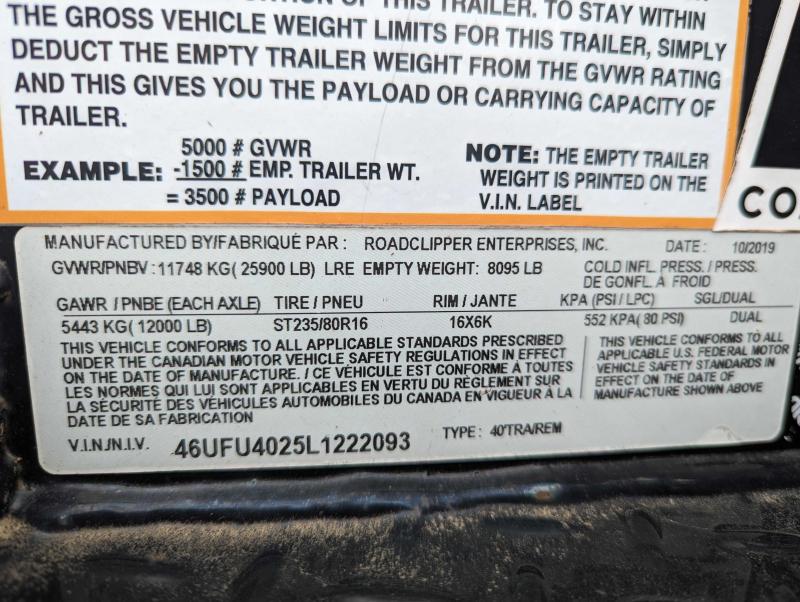 OF THIS TRAILER. TO STAY WITHIN
THE GROSS VEHICLE WEIGHT LIMITS FOR THIS TRAILER, SIMPLY
DEDUCT THE EMPTY TRAILER WEIGHT FROM THE GVWR RATING
AND THIS GIVES YOU THE PAYLOAD OR CARRYING CAPACITY OF
TRAILER.
5000 # GVWR
EXAMPLE: -1500 # EMP. TRAILER WT.
= 3500 # PAYLOAD
NOTE: THE EMPTY TRAILER
WEIGHT IS PRINTED ON THE
V.I.N. LABEL
MANUFACTURED BY/FABRIQUÉ PAR : ROADCLIPPER ENTERPRISES, INC. DATE: 10/2019
GVWR/PNBV: 11748 KG( 25900 LB) LRE EMPTY WEIGHT: 8095 LB
COLD INFL. PRESS. / PRESS.
DE GONFL. A FROID
GAWR / PNBE (EACH AXLE) TIRE / PNEU RIM / JANTE KPA (PSI / LPC) SGL/DUAL
5443 KG( 12000 LB) ST235/80R16 16X6K 552 KPA( 80 PSI) DUAL
THIS VEHICLE CONFORMS TO ALL APPLICABLE STANDARDS PRESCRIBED
UNDER THE CANADIAN MOTOR VEHICLE SAFETY REGULATIONS IN EFFECT
ON THE DATE OF MANUFACTURE. / CE VÉHICULE EST CONFORME À TOUTES
LES NORMES QUI LUI SONT APPLICABLES EN VERTU DU RÈGLEMENT SUR
LA SÉCURITÉ DES VÉHICULES AUTOMOBILES DU CANADA EN VIGUEUR À LA
DATE DE SA FABRICATION
THIS VEHICLE CONFORMS TO ALL
APPLICABLE U.S. FEDERAL MOTOR
VEHICLE SAFETY STANDARDS IN
EFFECT ON THE DATE OF
MANUFACTURE SHOWN ABOVE
V.I.N./N.I.V. 46UFU4025L1222093 TYPE: 40'TRA/REM